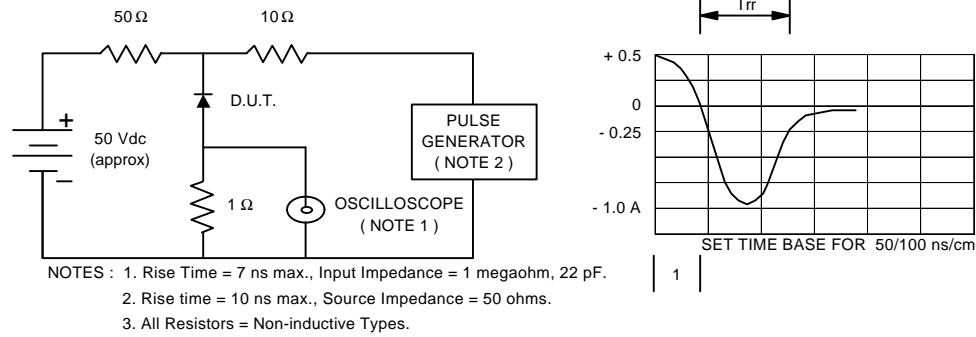 50 Ω
10 Ω
D.U.T.
+
50 Vdc
(approx)
−
1 Ω
OSCILLOSCOPE
( NOTE 1 )
PULSE
GENERATOR
( NOTE 2 )
NOTES : 1. Rise Time = 7 ns max., Input Impedance = 1 megaohm, 22 pF.
2. Rise time = 10 ns max., Source Impedance = 50 ohms.
3. All Resistors = Non-inductive Types.
Trr
+ 0.5
0
- 0.25
- 1.0 A
SET TIME BASE FOR 50/100 ns/cm
1